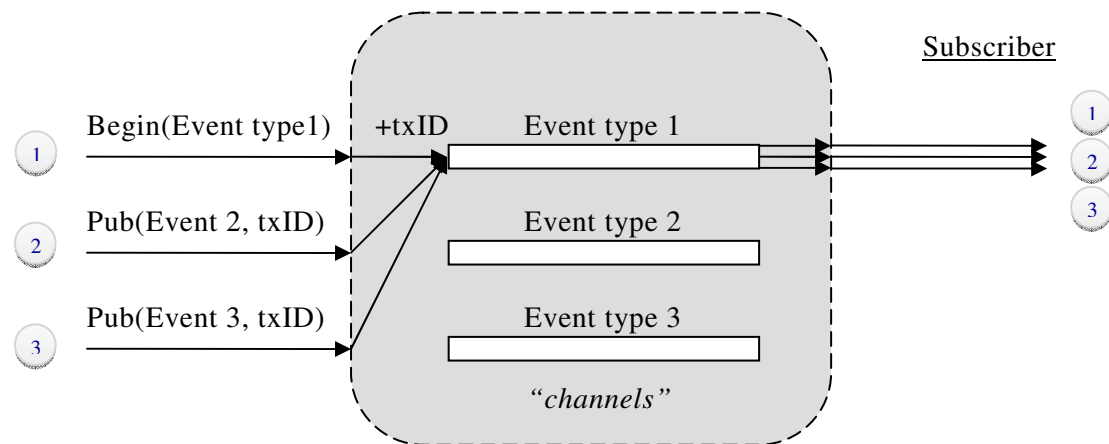 Subscriber
Begin(Event type1)
+txID
Event type 1
1
1
2
Pub(Event 2, txID)
Event type 2
3
2
Pub(Event 3, txID)
Event type 3
3
“channels”